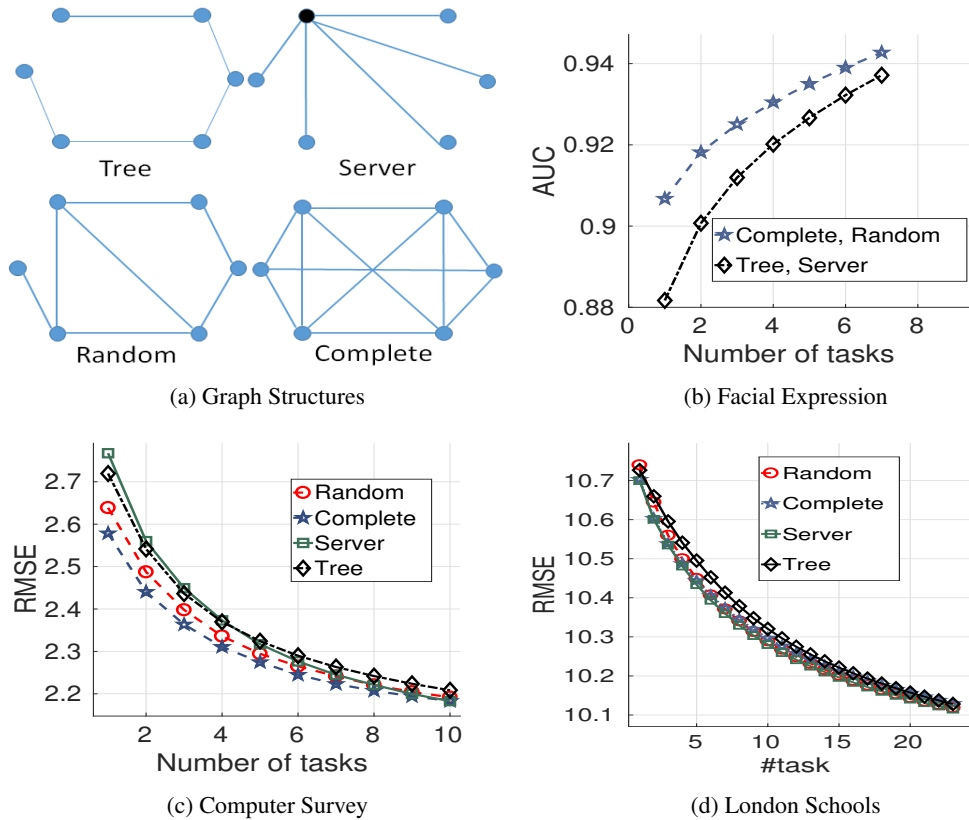 Tree
Server
Random
Complete
(a) Graph Structures
0.94
0.92
0.9
0.88
AUC
Complete, Random
Tree, Server
0 2 4 6 8
Number of tasks
(b) Facial Expression
2.7
2.6
2.5
2.4
2.3
2.2
RMSE
Random
Complete
Server
Tree
2 4 6 8 10
Number of tasks
(c) Computer Survey
10.7
10.6
10.5
10.4
10.3
10.2
10.1
RMSE
Random
Complete
Server
Tree
5 10 15 20
#task
(d) London Schools